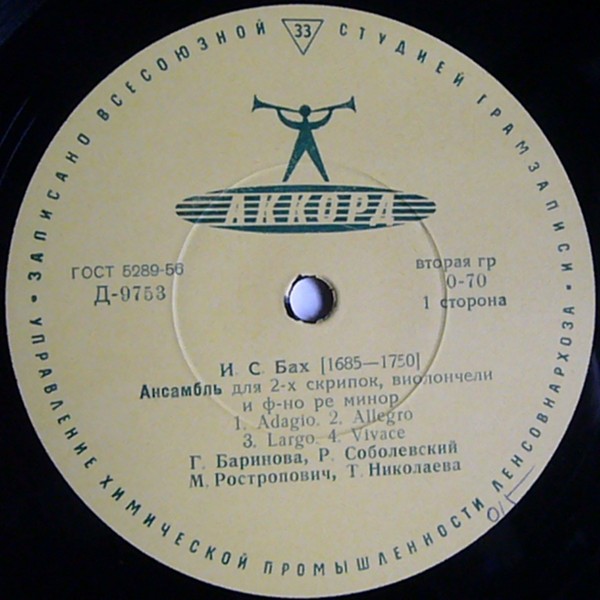 ЗАПИСАНО ВСЕСОЮЗНОЙ СТУДИЕЙ ГРАМЗАПИСИ
33
АККОРД
ГОСТ 5289-56
Д-9753
вторая гр
0-70
1 сторона
И. С. Бах [1685—1750]
Ансамбль для 2-х скрипок, виолончели
и ф-но ре минор
1. Adagio. 2. Allegro
3. Largo. 4. Vivace
Г. Баринова, Р. Соболевский
М. Ростропович, Т. Николаева
• УПРАВЛЕНИЕ ХИМИЧЕСКОЙ ПРОМЫШЛЕННОСТИ ЛЕНСОВНАРХОЗА •